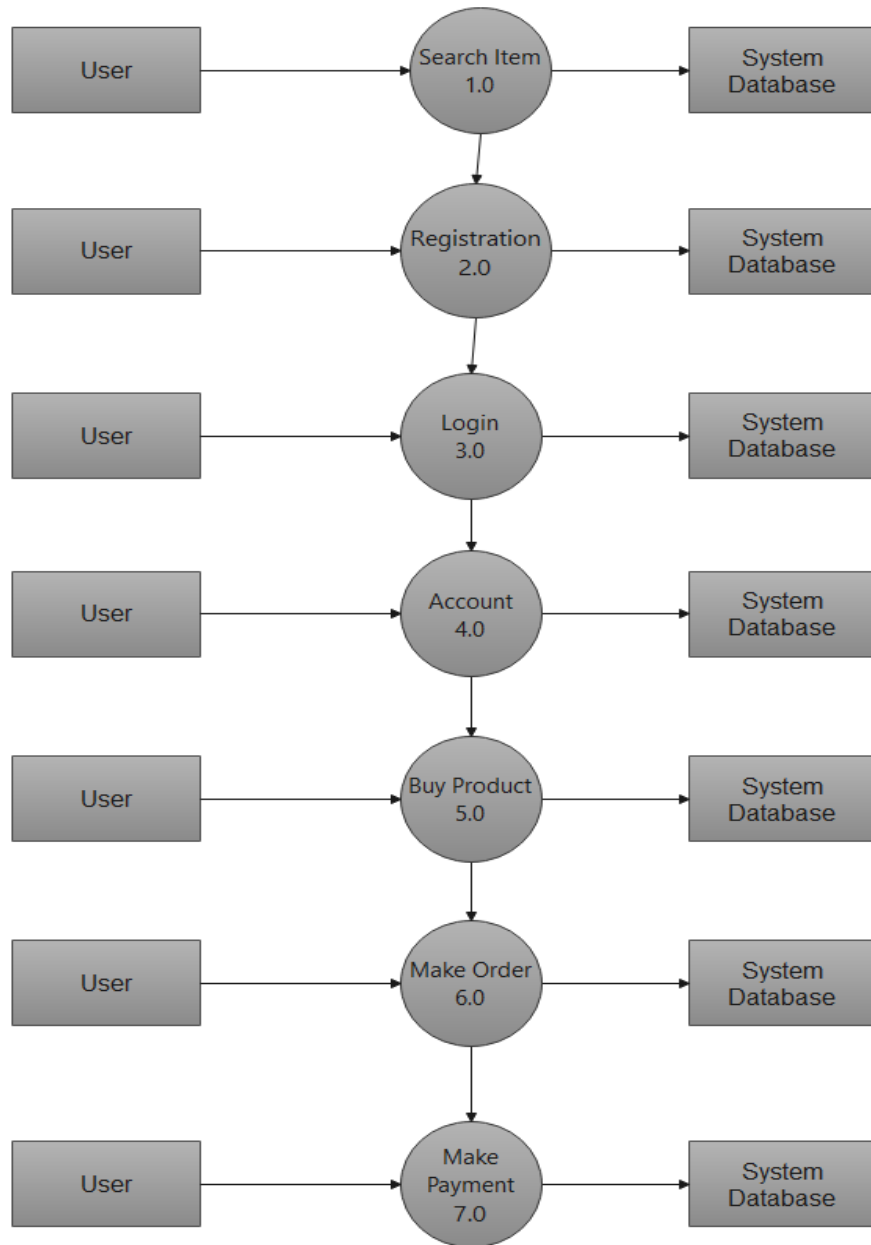 User
Search Item
1.0
System
Database
User
Registration
2.0
System
Database
User
Login
3.0
System
Database
User
Account
4.0
System
Database
User
Buy Product
5.0
System
Database
User
Make Order
6.0
System
Database
User
Make
Payment
7.0
System
Database